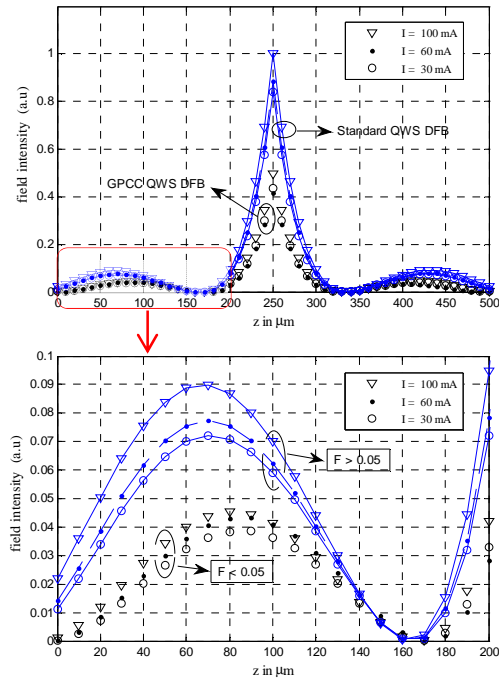 field intensity (a.u)
1
0.8
0.6
0.4
0.2
0
I = 100 mA
I = 60 mA
I = 30 mA
Standard QWS DFB
GPCC QWS DFB
0 50 100 150 200 250 300 350 400 450 500
z in µm
field intensity (a.u)
0.1
0.09
0.08
0.07
0.06
0.05
0.04
0.03
0.02
0.01
0
I = 100 mA
I = 60 mA
I = 30 mA
F > 0.05
F < 0.05
0 20 40 60 80 100 120 140 160 180 200
z in µm